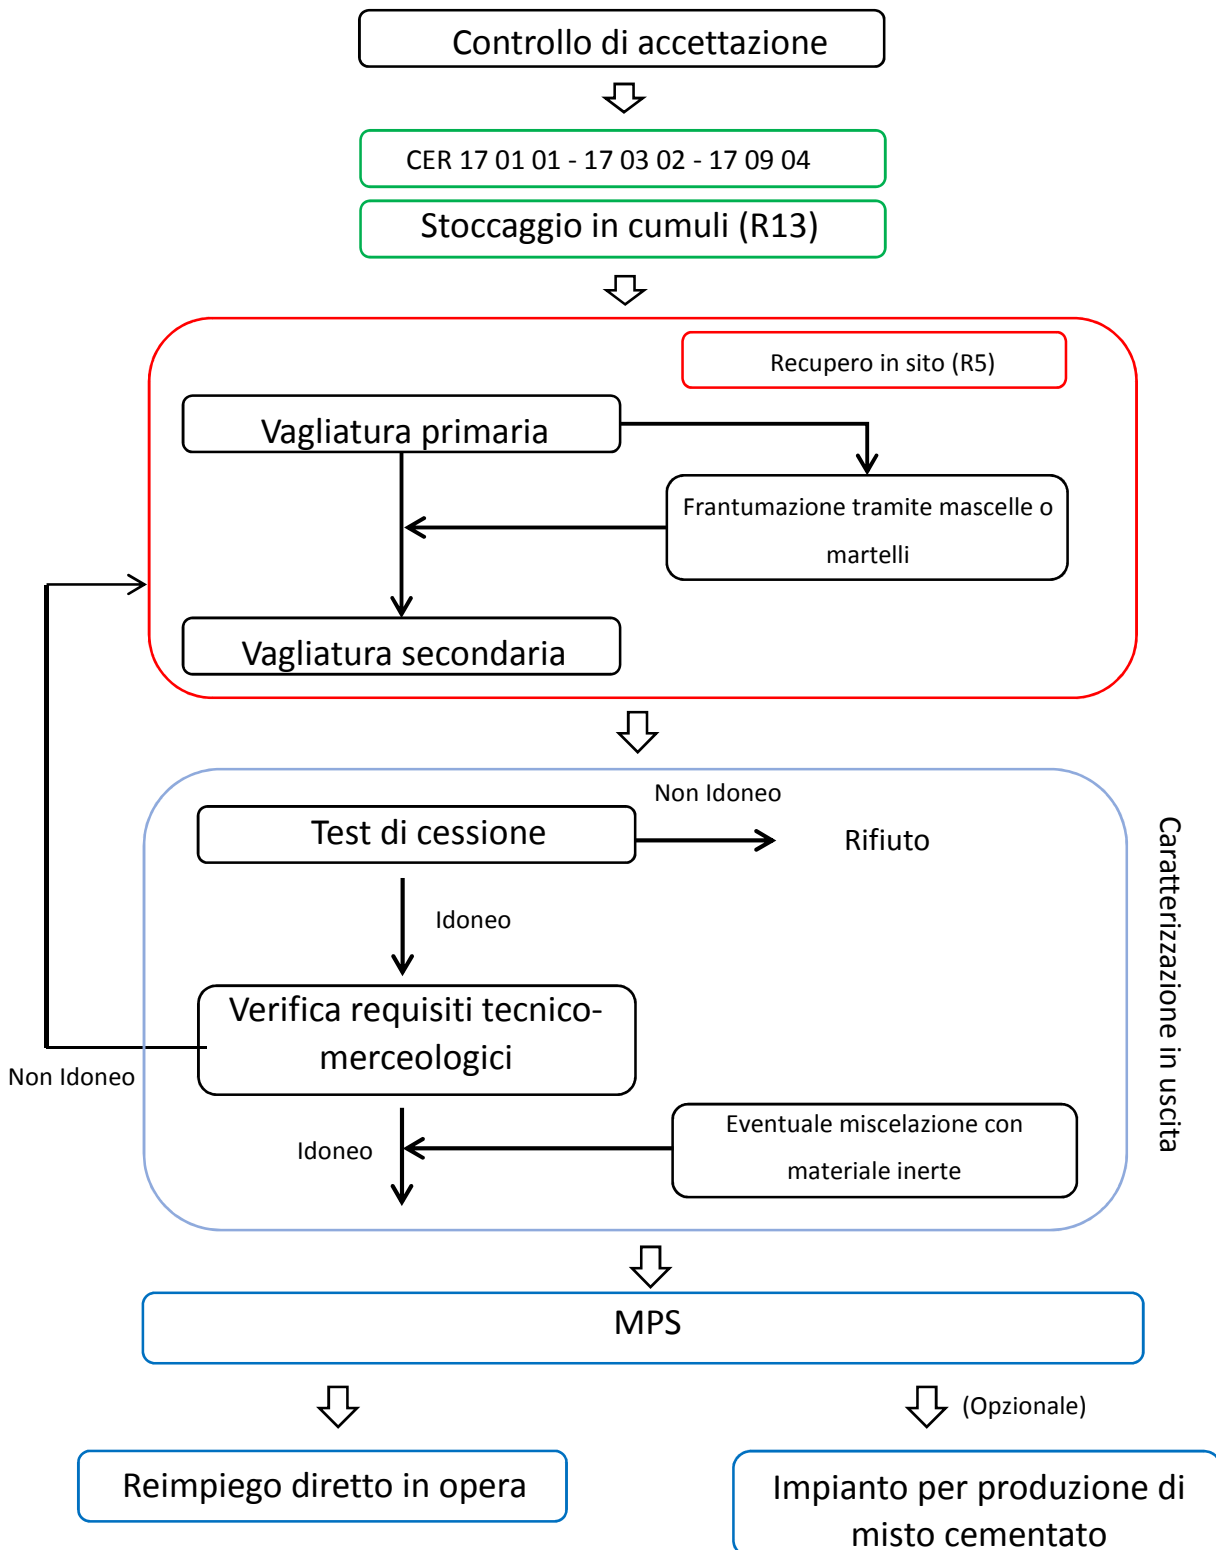 Controllo di accettazione
CER 17 01 01 - 17 03 02 - 17 09 04
Stoccaggio in cumuli (R13)
Recupero in sito (R5)
Vagliatura primaria
Frantumazione tramite mascelle o
martelli
Vagliatura secondaria
Non Idoneo
Test di cessione
Rifiuto
Idoneo
Caratterizzazione in uscita
Verifica requisiti tecnico-
merceologici
Non Idoneo
Eventuale miscelazione con
materiale inerte
Idoneo
MPS
(Opzionale)
Reimpiego diretto in opera
Impianto per produzione di
misto cementato